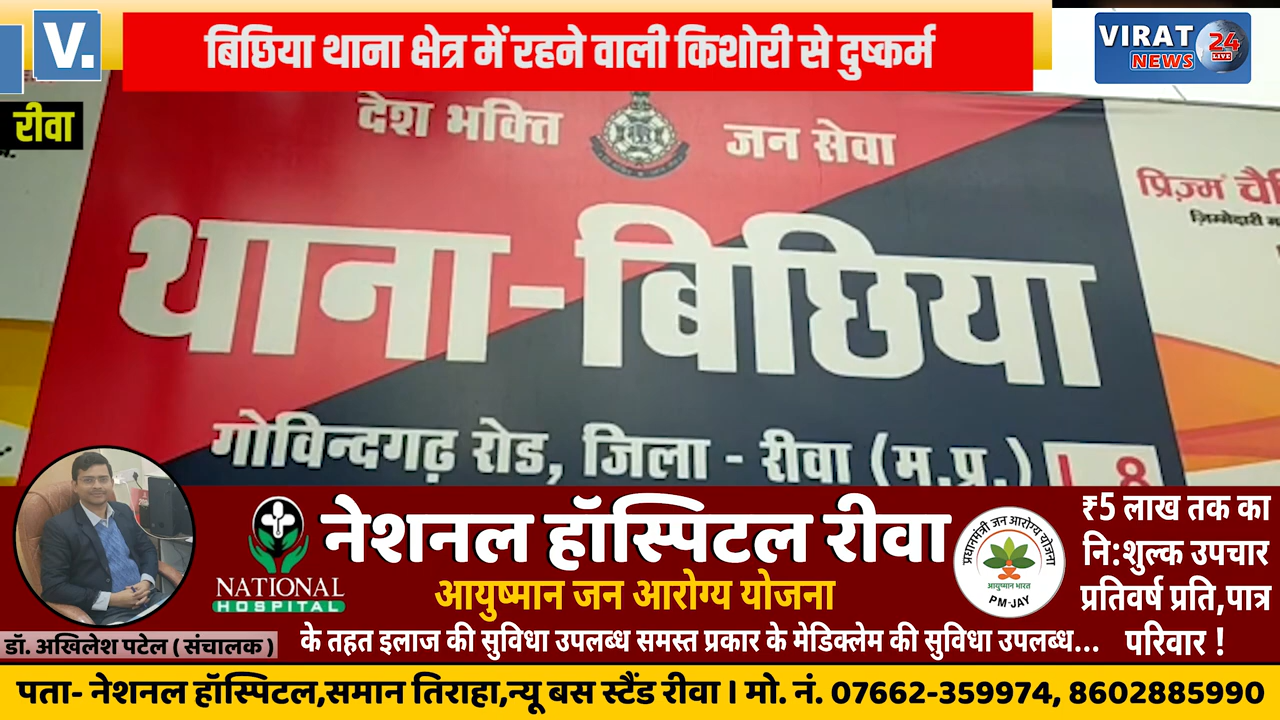 V.
बिछिया थाना क्षेत्र में रहने वाली किशोरी से दुष्कर्म
VIRAT
NEWS
24
LIVE
रीवा
देश भक्ति जन सेवा
प्रिज़्म
थाना-बिछिया
गोविन्दगढ़ रोड, जिला - रीवा (म.प्र.)
नेशनल हॉस्पिटल रीवा
NATIONAL
HOSPITAL
आयुष्मान जन आरोग्य योजना
के तहत इलाज की सुविधा उपलब्ध समस्त प्रकार के मेडिक्लेम की सुविधा उपलब्ध...
प्रधानमंत्री जन आरोग्य योजना
आयुष्मान भारत
PM-JAY
₹5 लाख तक का
नि:शुल्क उपचार
प्रतिवर्ष प्रति,पात्र
परिवार !
डॉ. अखिलेश पटेल ( संचालक )
पता- नेशनल हॉस्पिटल,समान तिराहा,न्यू बस स्टैंड रीवा । मो. नं. 07662-359974, 8602885990